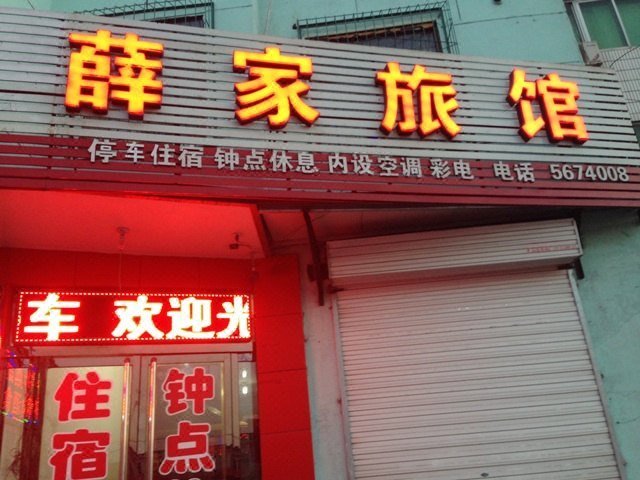 薛家旅馆
停车住宿 钟点休息 内设空调 彩电 电话 5674008
车 欢迎光
住宿
钟点